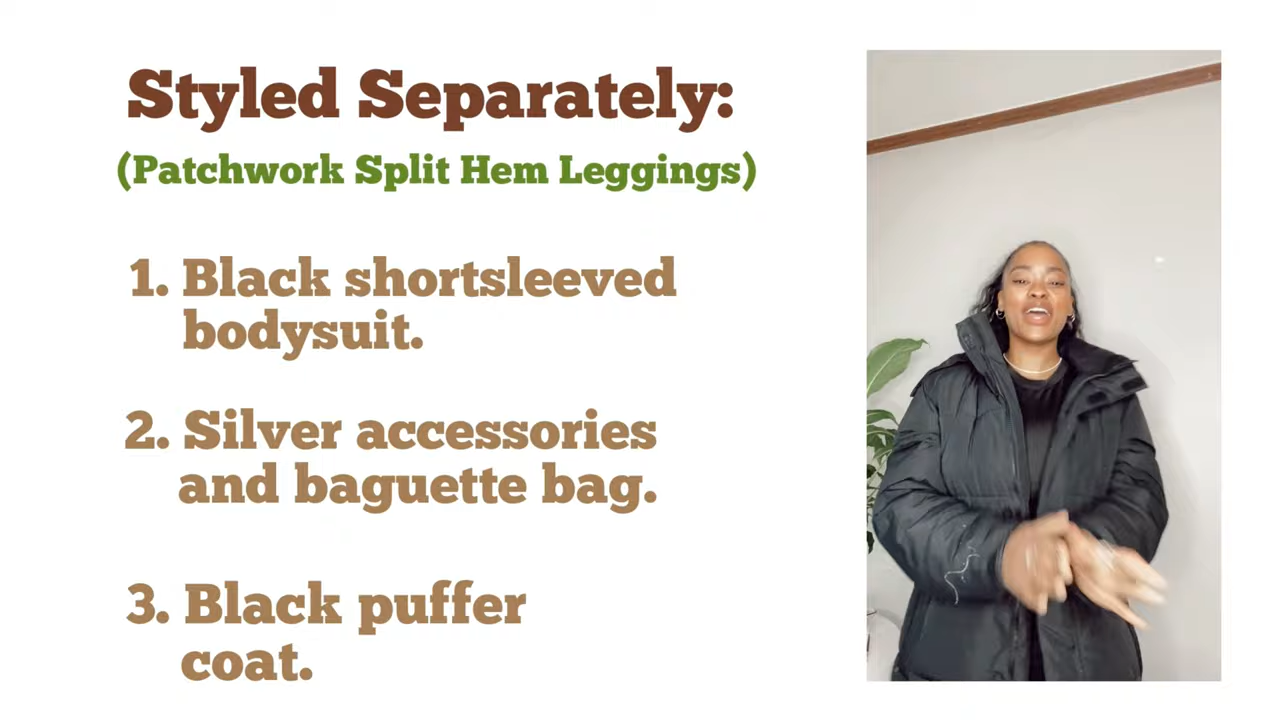 Styled Separately:
(Patchwork Split Hem Leggings)
1. Black shortsleeved
bodysuit.
2. Silver accessories
and baguette bag.
3. Black puffer
coat.